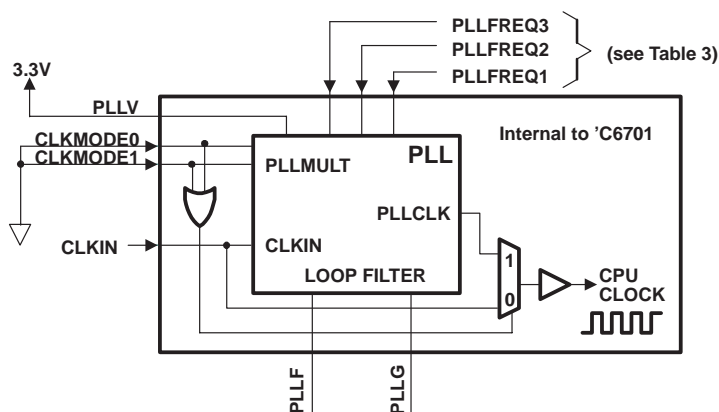 PLLFREQ3
PLLFREQ2
PLLFREQ1
(see Table 3)
3.3V
PLLV
CLKMODE0
CLKMODE1
PLLMULT
PLL
Internal to ’C6701
PLLCLK
CLKIN
CLKIN
LOOP FILTER
1
0
CPU
CLOCK
PLLF
PLLG